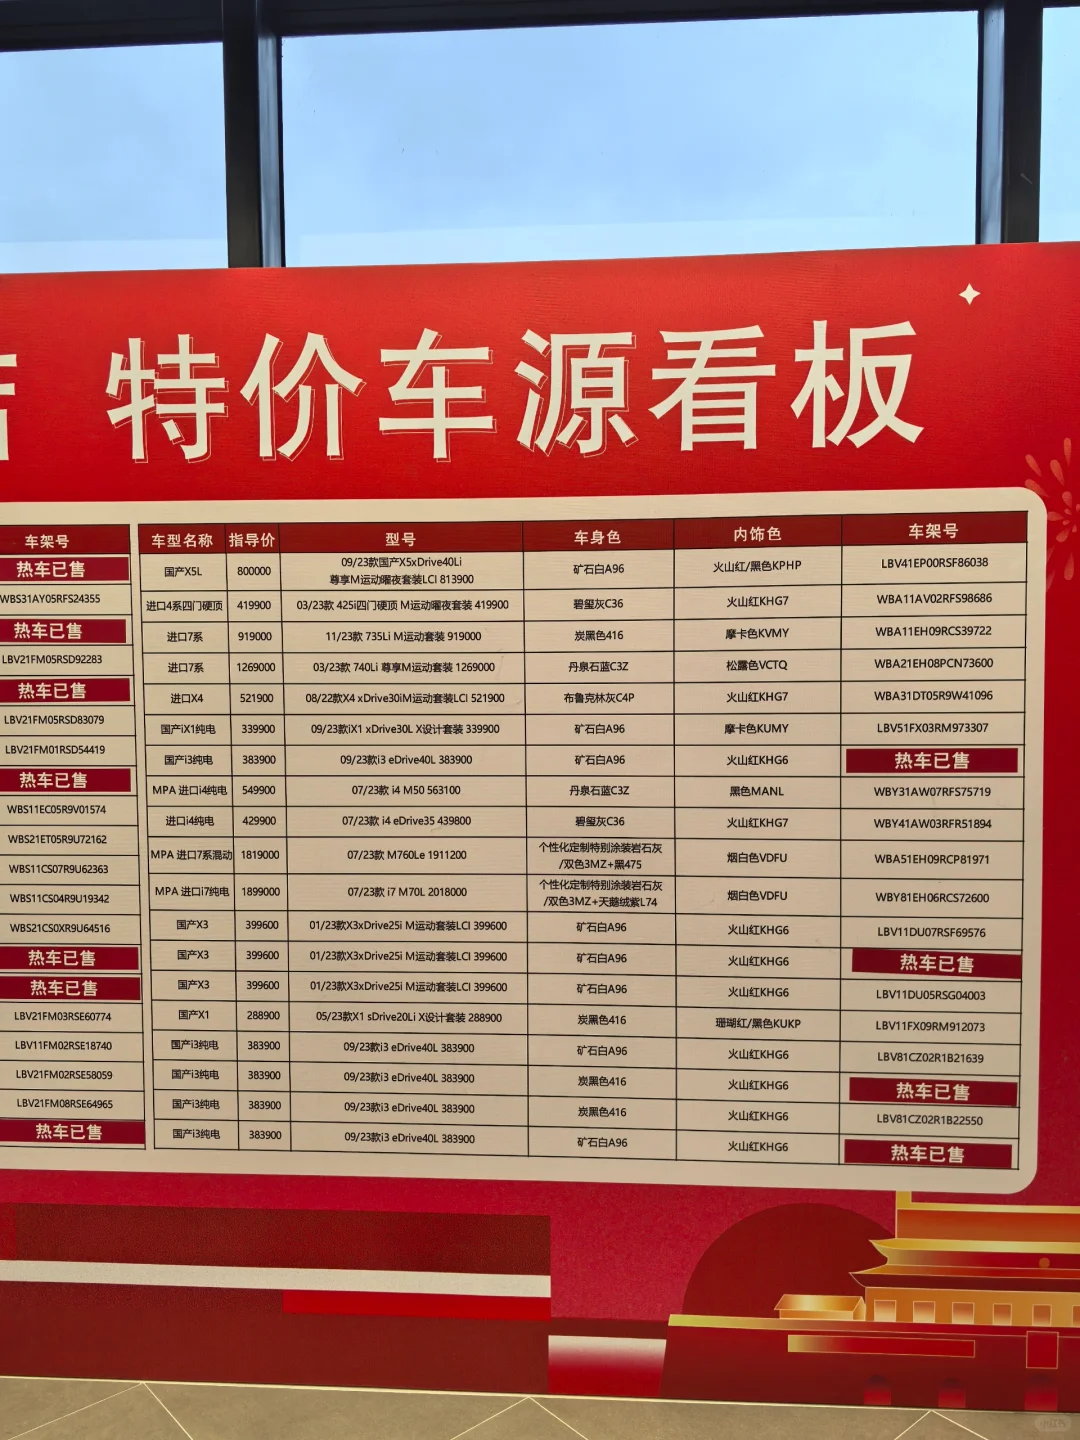 特价车源看板
车架号
热车已售
WBS31AY05RFS24355
热车已售
LBV21FM05RSD92283
热车已售
LBV21FM05RSD83079
LBV21FM01RSD54419
热车已售
WBS11EC05R9V01574
WBS21ET05R9U72162
WBS11CS07R9U62363
WBS11CS04R9U19342
WBS21CS0XR9U64516
热车已售
热车已售
LBV21FM03RSE60774
LBV11FM02RSE18740
LBV21FM02RSE58059
LBV21FM08RSE64965
热车已售
车型名称 指导价 型号 车身色 内饰色 车架号
国产X5L 800000 09/23款国产X5xDrive40Li 尊享M运动曜夜套装LCI 813900 矿石白A96 火山红/黑色KPHP LBV41EP00RSF86038
进口4系四门硬顶 419900 03/23款 425i四门硬顶 M运动曜夜套装 419900 碧玺灰C36 火山红KHG7 WBA11AV02RFS98686
进口7系 919000 11/23款 735Li M运动套装 919000 炭黑色416 摩卡色KVMY WBA11EH09RCS39722
进口7系 1269000 03/23款 740Li 尊享M运动套装 1269000 丹泉石蓝C3Z 松露色VCTQ WBA21EH08PCN73600
进口X4 521900 08/22款X4 xDrive30iM运动套装LCI 521900 布鲁克林灰C4P 火山红KHG7 WBA31DT05R9W41096
国产iX1纯电 339900 09/23款iX1 xDrive30L X设计套装 339900 矿石白A96 摩卡色KUMY LBV51FX03RM973307
国产i3纯电 383900 09/23款i3 eDrive40L 383900 矿石白A96 火山红KHG6 热车已售
MPA 进口i4纯电 549900 07/23款 i4 M50 563100 丹泉石蓝C3Z 黑色MANL WBY31AW07RFS75719
进口i4纯电 429900 07/23款 i4 eDrive35 439800 碧玺灰C36 火山红KHG7 WBY41AW03RFR51894
MPA 进口7系混动 1819000 07/23款 M760Le 1911200 个性化定制特别涂装岩石灰/双色3MZ+黑475 烟白色VDFU WBA51EH09RCP81971
MPA 进口i7纯电 1899000 07/23款 i7 M70L 2018000 个性化定制特别涂装岩石灰/双色3MZ+天鹅绒紫L74 烟白色VDFU WBY81EH06RCS72600
国产X3 399600 01/23款X3xDrive25i M运动套装LCI 399600 矿石白A96 火山红KHG6 LBV11DU07RSF69576
国产X3 399600 01/23款X3xDrive25i M运动套装LCI 399600 矿石白A96 火山红KHG6 热车已售
国产X3 399600 01/23款X3xDrive25i M运动套装LCI 399600 矿石白A96 火山红KHG6 LBV11DU05RSG04003
国产X1 288900 05/23款X1 sDrive20Li X设计套装 288900 炭黑色416 珊瑚红/黑色KUKP LBV11FX09RM912073
国产i3纯电 383900 09/23款i3 eDrive40L 383900 矿石白A96 火山红KHG6 LBV81CZ02R1B21639
国产i3纯电 383900 09/23款i3 eDrive40L 383900 炭黑色416 火山红KHG6 热车已售
国产i3纯电 383900 09/23款i3 eDrive40L 383900 炭黑色416 火山红KHG6 LBV81CZ02R1B22550
国产i3纯电 383900 09/23款i3 eDrive40L 383900 矿石白A96 火山红KHG6 热车已售